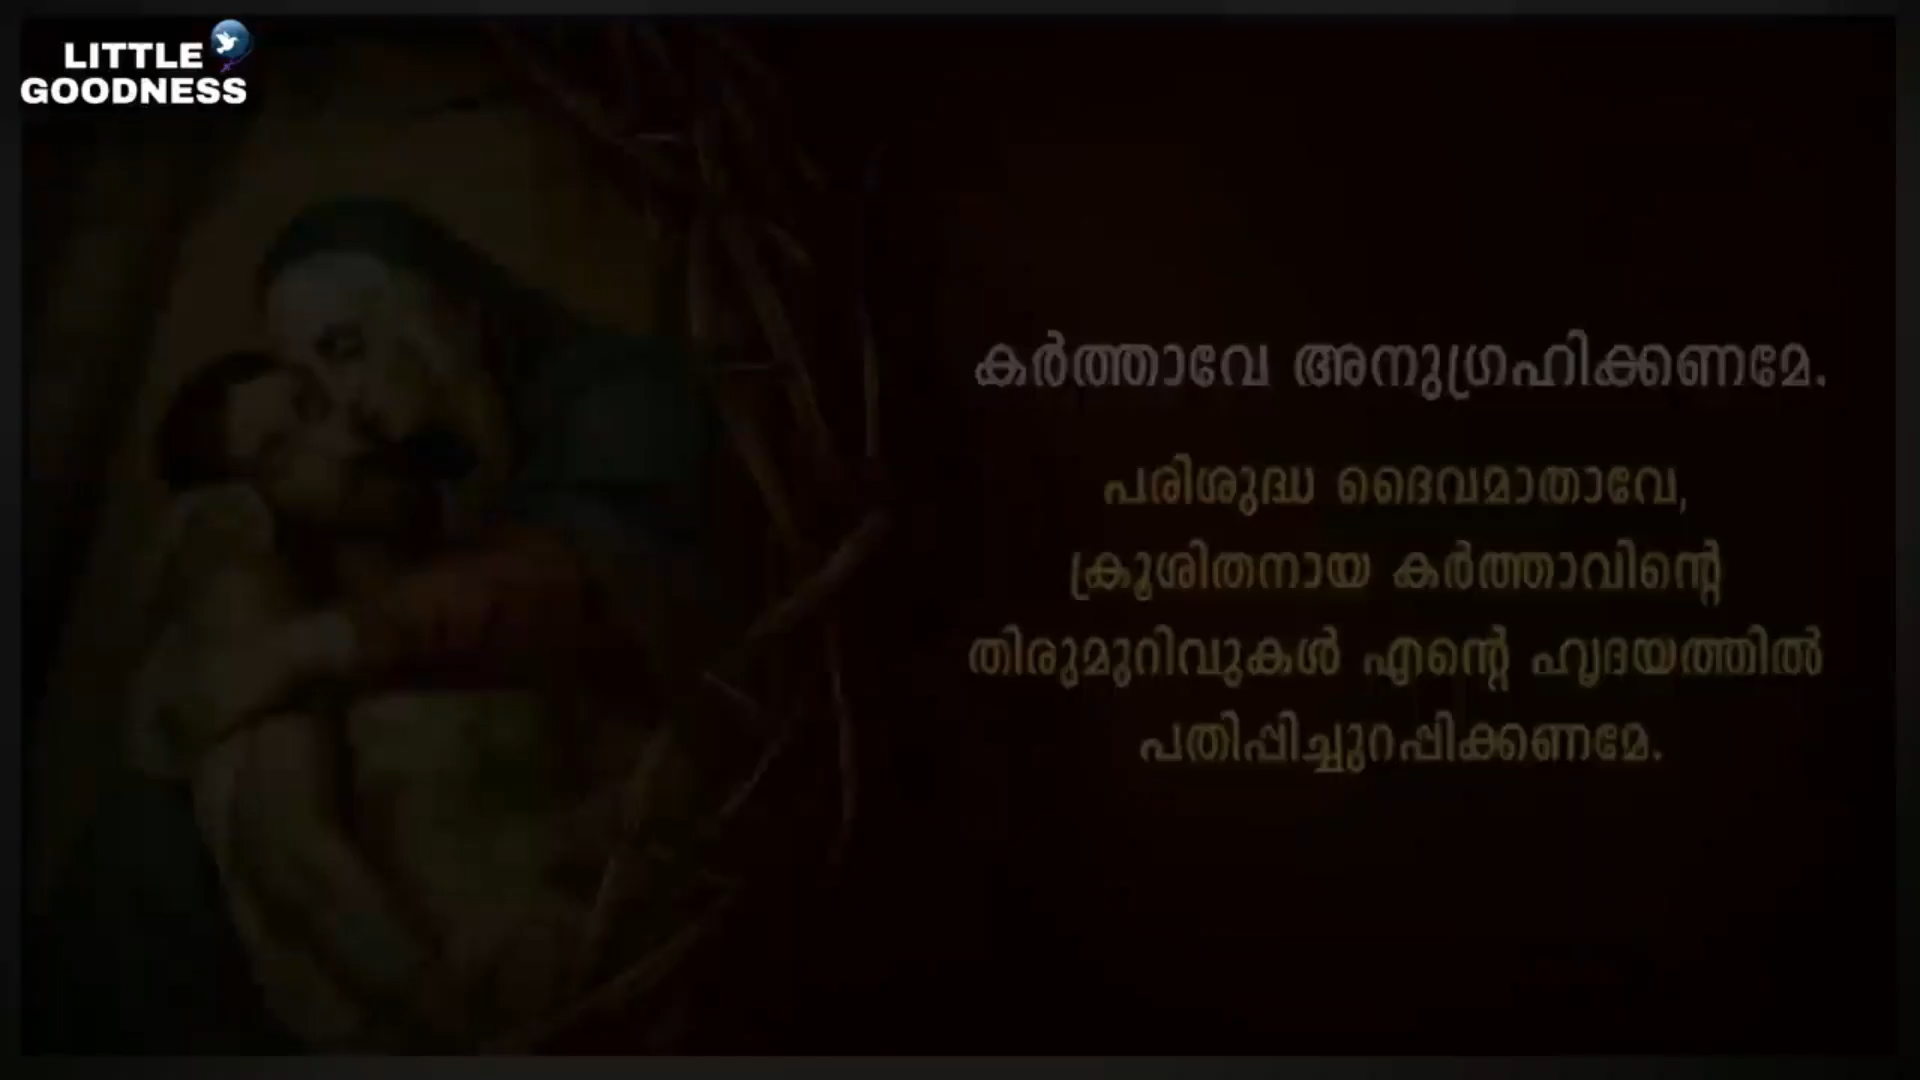 LITTLE
GOODNESS
കർത്താവേ അനുഗ്രഹിക്കണമേ.
പരിശുദ്ധ ദൈവമാതാവേ,
ക്രൂശിതനായ കർത്താവിന്റെ
തിരുമുറിവുകൾ എന്റെ ഹൃദയത്തിൽ
പതിപ്പിച്ചുറപ്പിക്കണമേ.